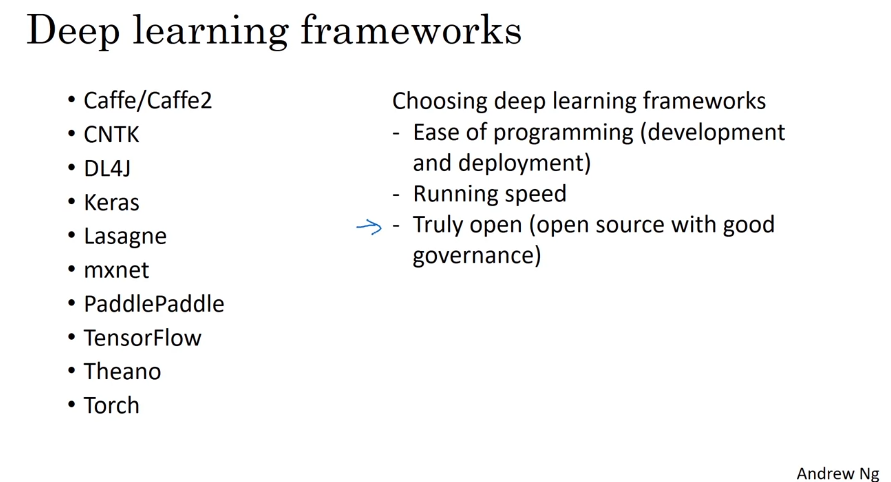 Deep learning frameworks
• Caffe/Caffe2
• CNTK
• DL4J
• Keras
• Lasagne
• mxnet
• PaddlePaddle
• TensorFlow
• Theano
• Torch
Choosing deep learning frameworks
- Ease of programming (development
and deployment)
- Running speed
- Truly open (open source with good
governance)
Andrew Ng